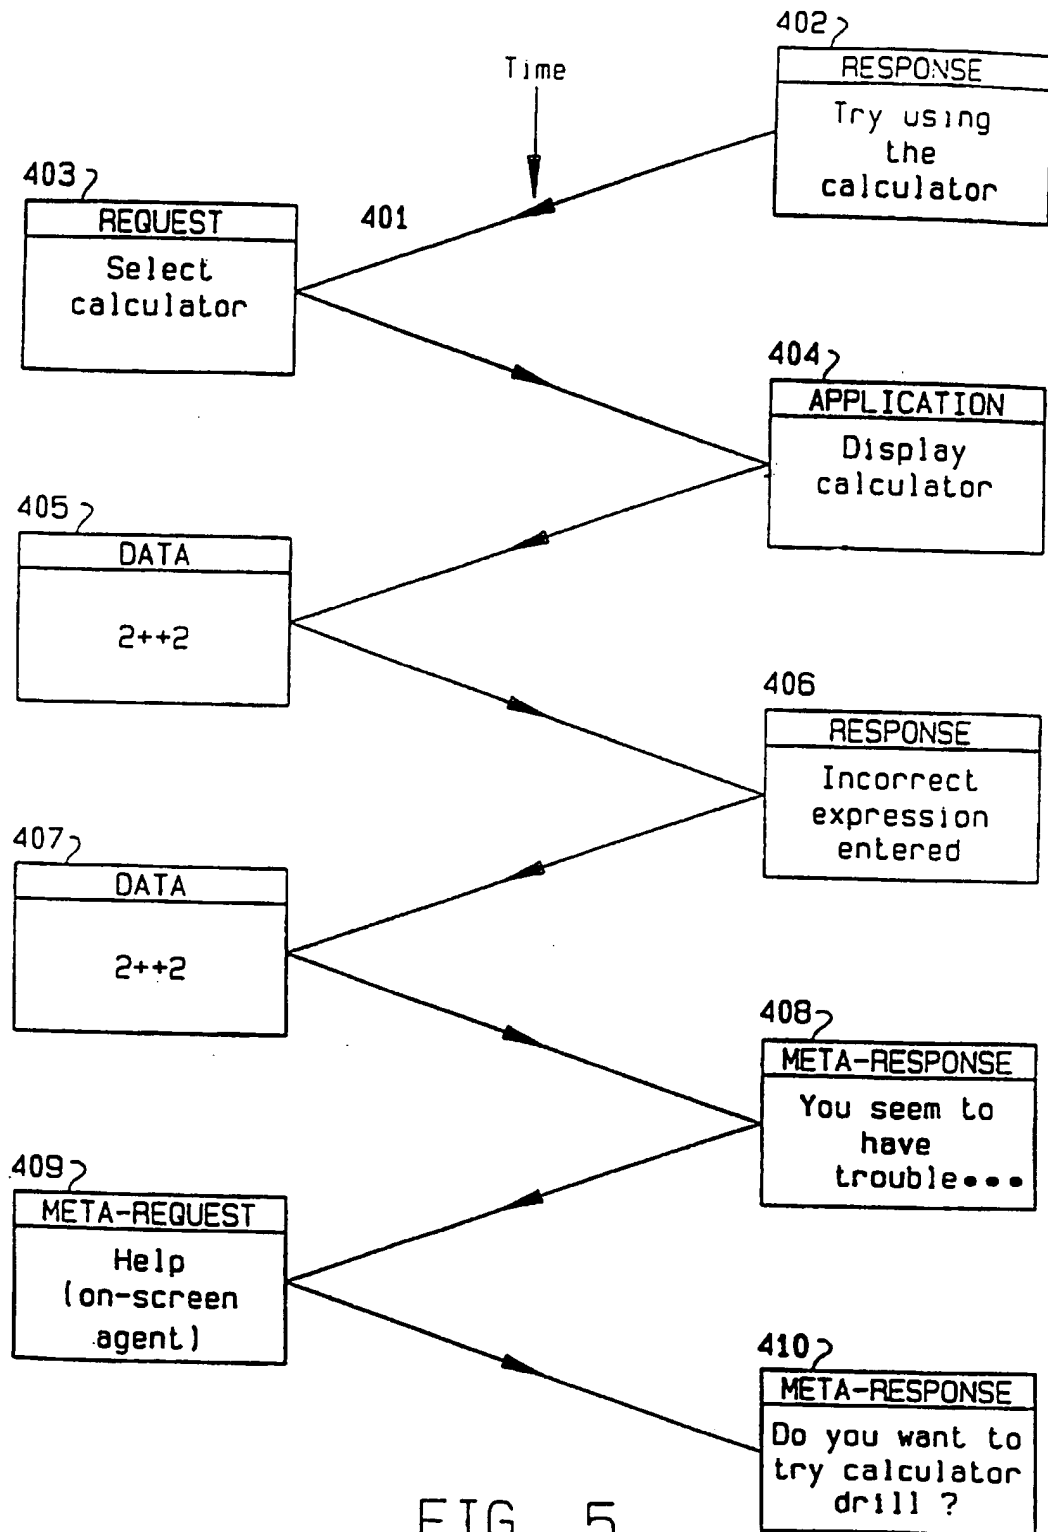 402
RESPONSE
Try using
the
calculator
Time
403
REQUEST
Select
calculator
401
404
APPLICATION
Display
calculator
405
DATA
2++2
406
RESPONSE
Incorrect
expression
entered
407
DATA
2++2
408
META-RESPONSE
You seem to
have
trouble•••
409
META-REQUEST
Help
(on-screen
agent)
410
META-RESPONSE
Do you want to
try calculator
drill ?
FIG. 5